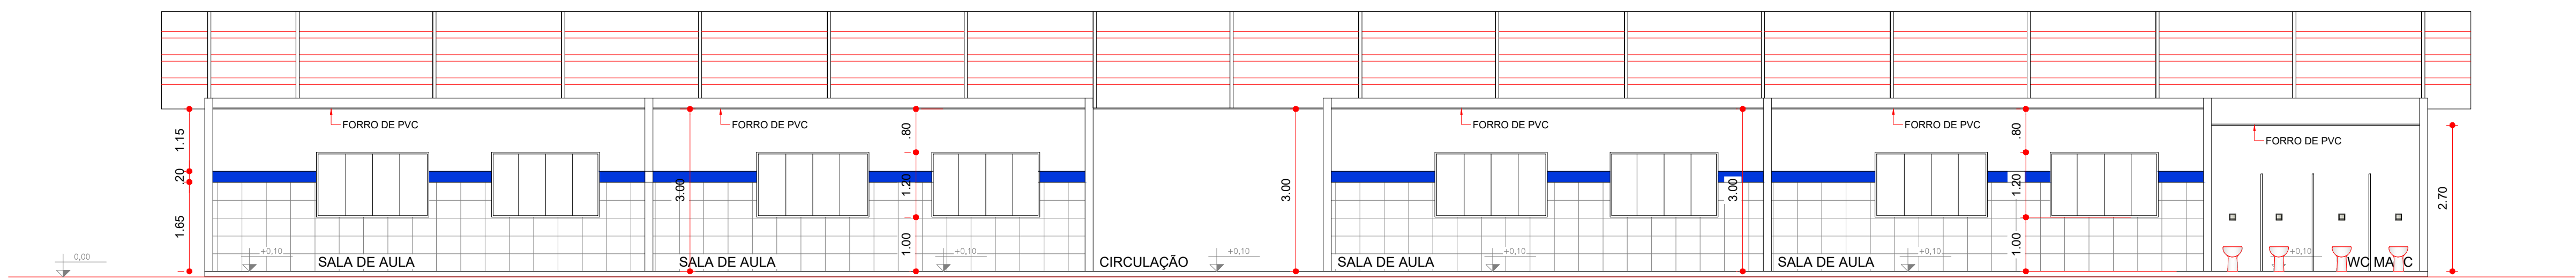 FORRO DE PVC
FORRO DE PVC
FORRO DE PVC
FORRO DE PVC
FORRO DE PVC
1.15
.20
1.65
3.00
.80
1.20
1.00
3.00
3.00
.80
1.20
1.00
2.70
0,00
+0,10
+0,10
+0,10
+0,10
+0,10
+0,10
SALA DE AULA
SALA DE AULA
CIRCULAÇÃO
SALA DE AULA
SALA DE AULA
WC MA C